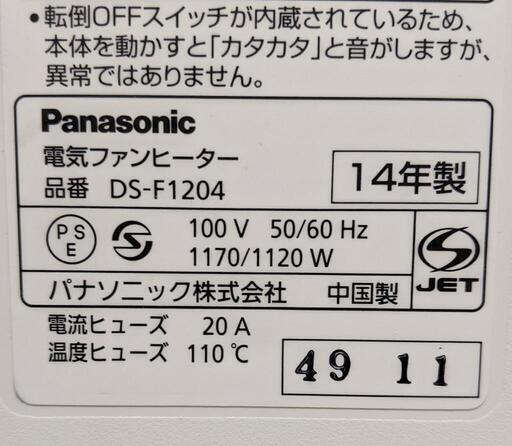 •転倒OFFスイッチが内蔵されているため、
本体を動かすと「カタカタ」と音がしますが、
異常ではありません。
Panasonic
電気ファンヒーター
品番 DS-F1204
14年製
PS
E
S
100 V 50/60 Hz
1170/1120 W
S
JET
パナソニック株式会社 中国製
電流ヒューズ 20 A
温度ヒューズ 110 ℃
49 11